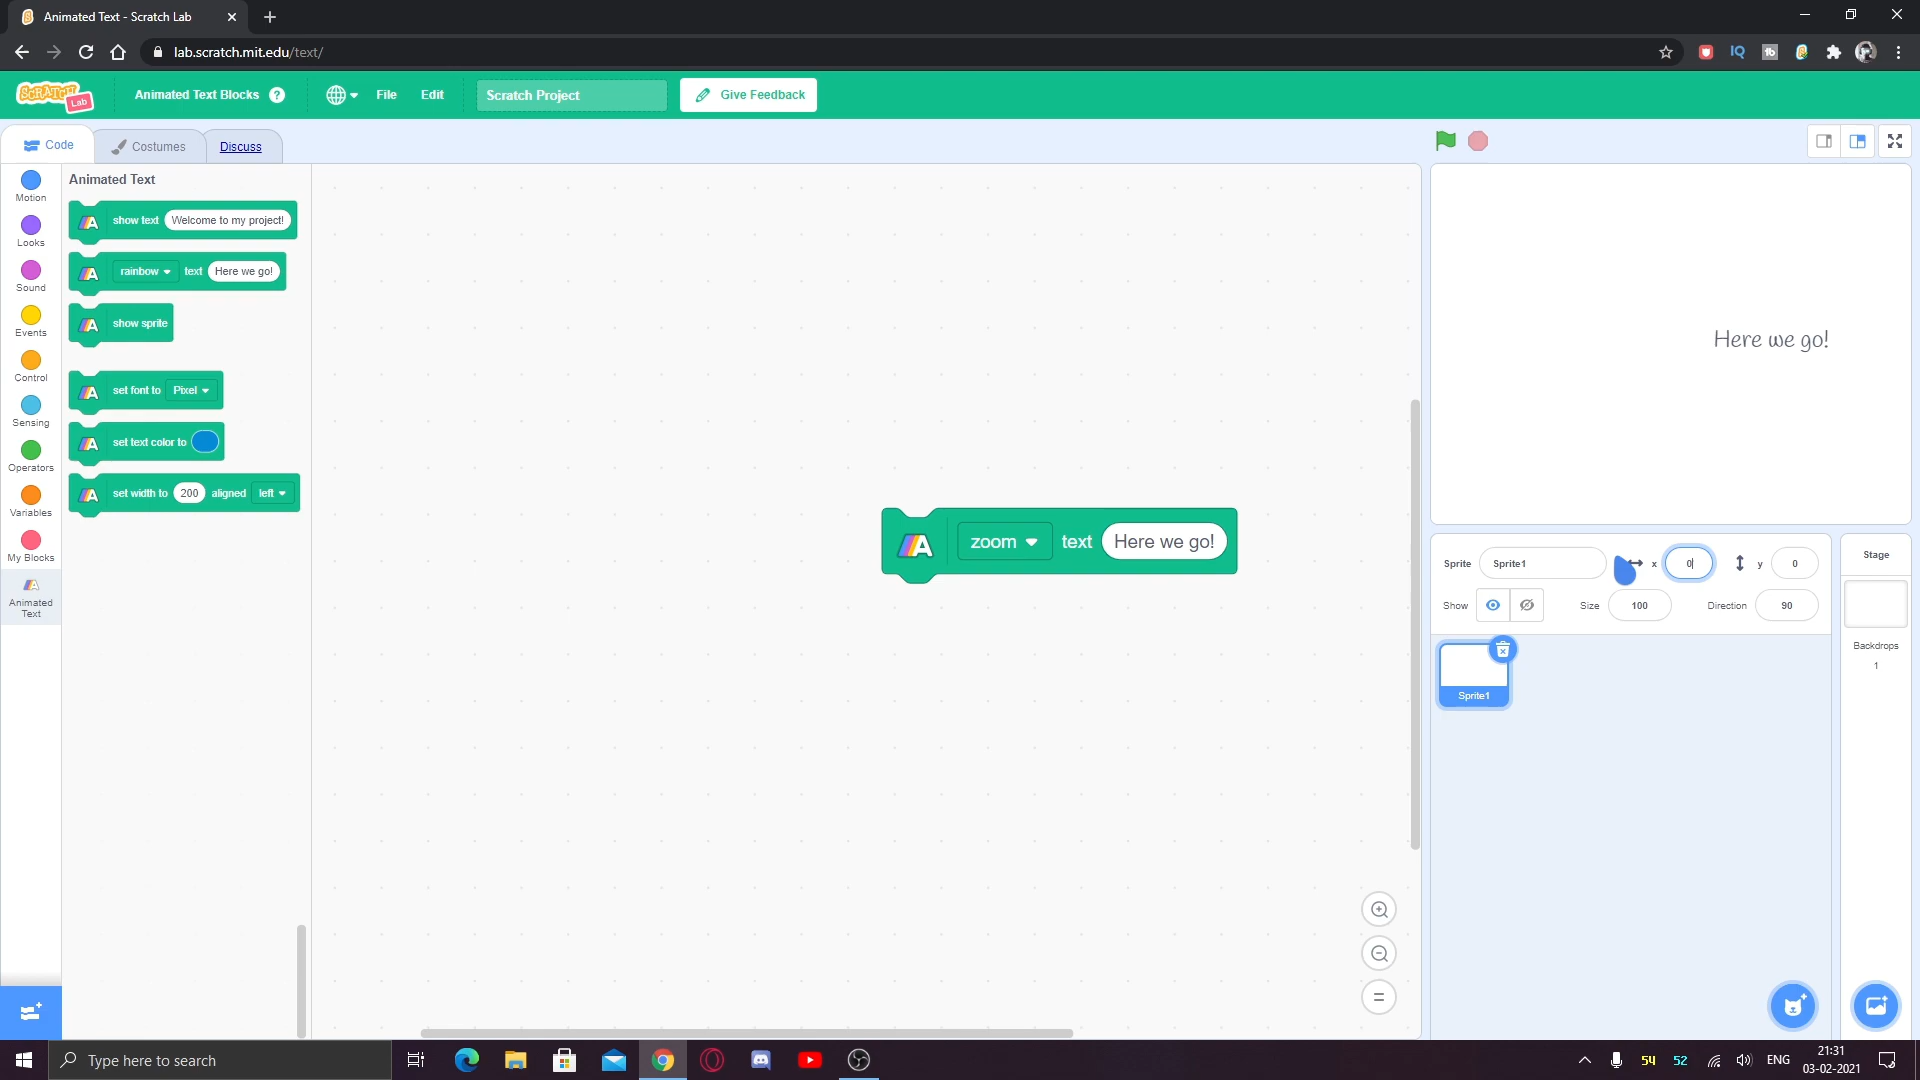 Animated Text - Scratch Lab
lab.scratch.mit.edu/text/
SCRATCH Lab
Animated Text Blocks ?
File
Edit
Scratch Project
Give Feedback
Code
Costumes
Discuss
Motion
Looks
Sound
Events
Control
Sensing
Operators
Variables
My Blocks
Animated
Text
Animated Text
show text Welcome to my project!
rainbow text Here we go!
show sprite
set font to Pixel
set text color to
set width to 200 aligned left
zoom text Here we go!
Here we go!
Sprite Sprite1 x 0 y 0
Show Size 100 Direction 90
Sprite1
Stage
Backdrops
1
Type here to search
54
52
ENG
21:31
03-02-2021